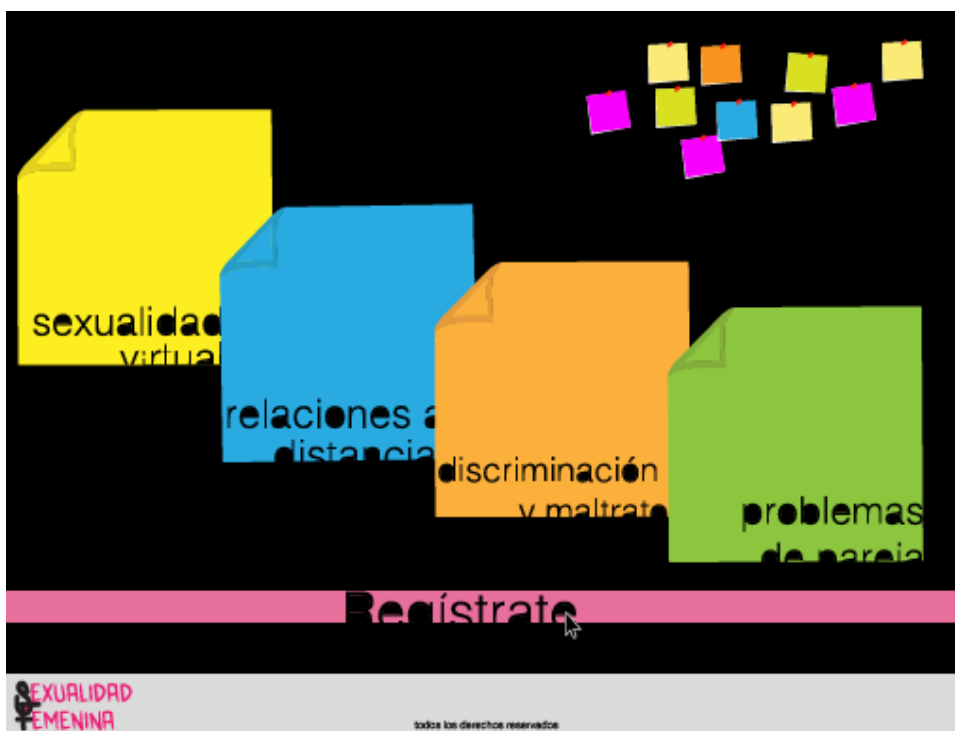 sexualidad
virtual
relaciones a
distancia
discriminación
y maltrato
problemas
de pareja
Regístrate
SEXUALIDAD
FEMENINA
todos los derechos reservados